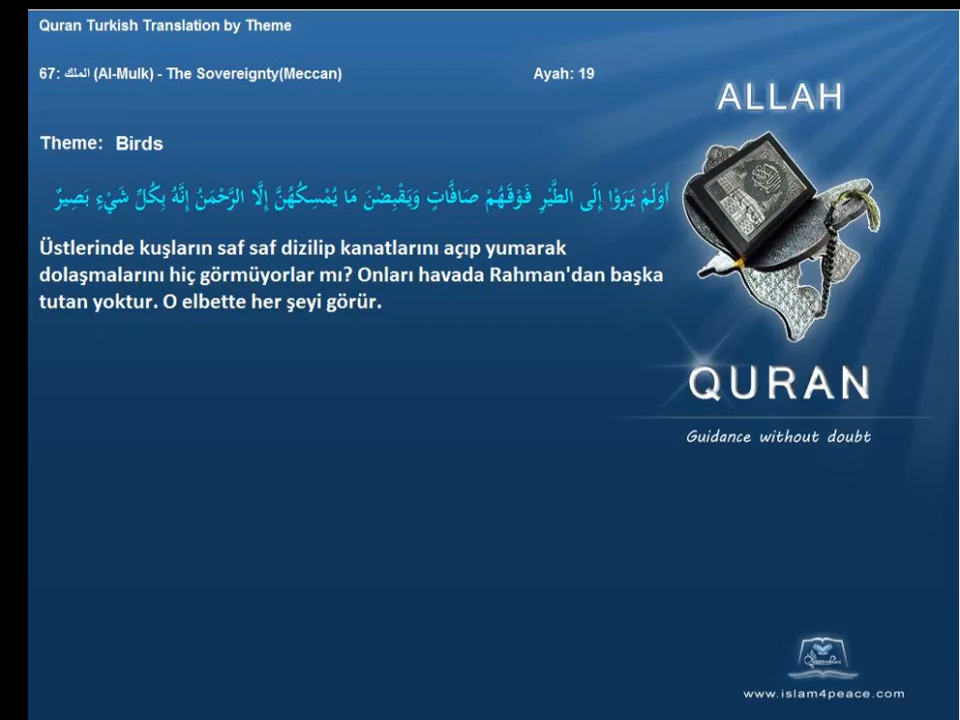 Quran Turkish Translation by Theme
67: الملك (Al-Mulk) - The Sovereignty(Meccan)
Ayah: 19
ALLAH
Theme: Birds
أَوَلَمْ يَرَوْا إِلَى الطَّيْرِ فَوْقَهُمْ صَافَّاتٍ وَيَقْبِضْنَ مَا يُمْسِكُهُنَّ إِلَّا الرَّحْمَنُ إِنَّهُ بِكُلِّ شَيْءٍ بَصِيرٌ
Üstlerinde kuşların saf saf dizilip kanatlarını açıp yumarak
dolaşmalarını hiç görmüyorlar mı? Onları havada Rahman'dan başka
tutan yoktur. O elbette her şeyi görür.
QURAN
Guidance without doubt
www.islam4peace.com